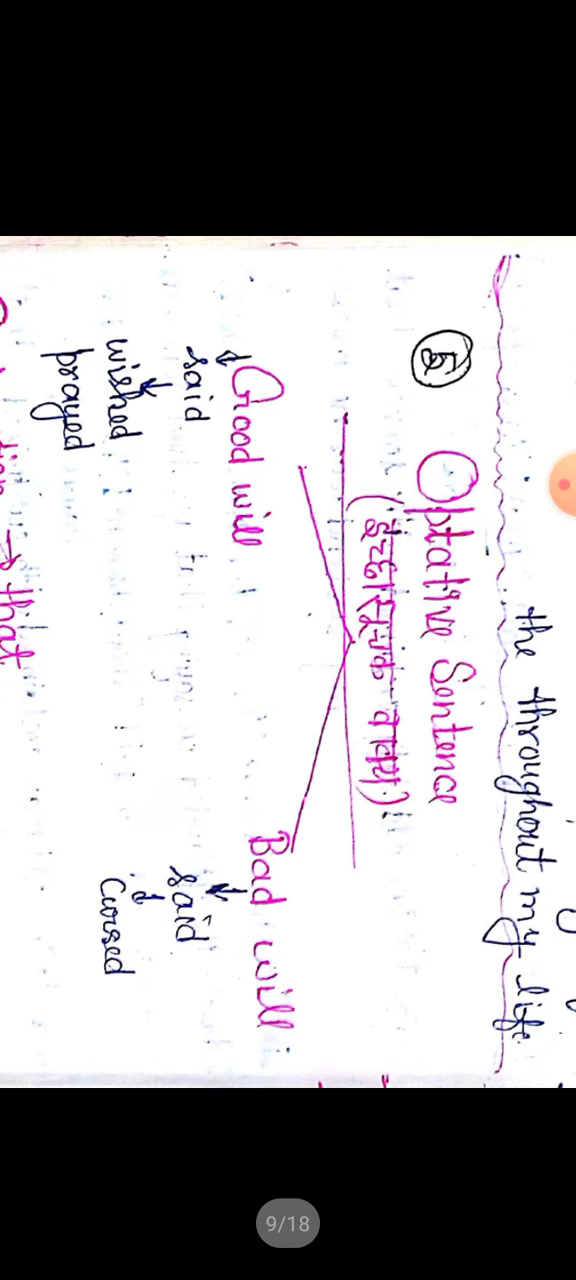 the throughout my life
5 Optative Sentence
(इच्छासूचक वाक्य)
Good will Bad will
↓ ↓
said said
↓ ↓
wished cursed
prayed
→ that
9/18